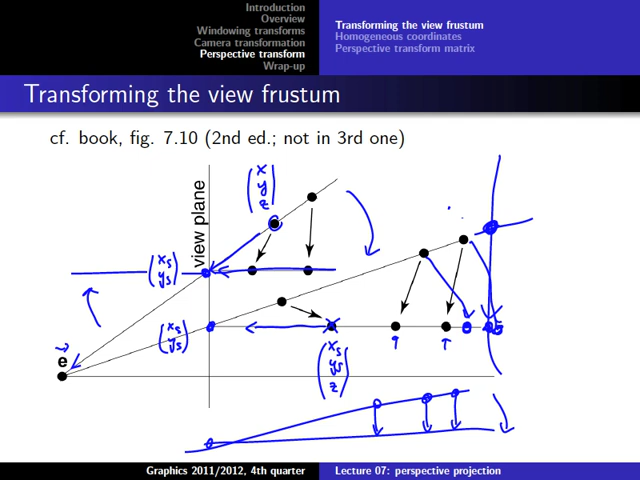 Introduction
Overview
Windowing transforms
Camera transformation
Perspective transform
Wrap-up
Transforming the view frustum
Homogeneous coordinates
Perspective transform matrix
Transforming the view frustum
cf. book, fig. 7.10 (2nd ed.; not in 3rd one)
x
y
z
view plane
xs
ys
xs
ys
e
xs
ys
z
Graphics 2011/2012, 4th quarter
Lecture 07: perspective projection